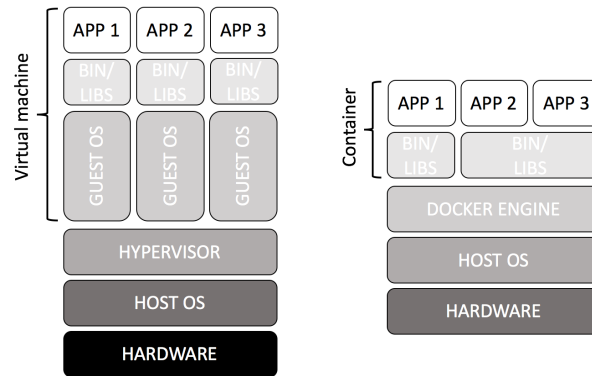 Virtual machine
APP 1 APP 2 APP 3
BIN/ BIN/ BIN/
LIBS LIBS LIBS
GUEST OS GUEST OS GUEST OS
HYPERVISOR
HOST OS
HARDWARE
Container
APP 1 APP 2 APP 3
BIN/ BIN/
LIBS LIBS
DOCKER ENGINE
HOST OS
HARDWARE